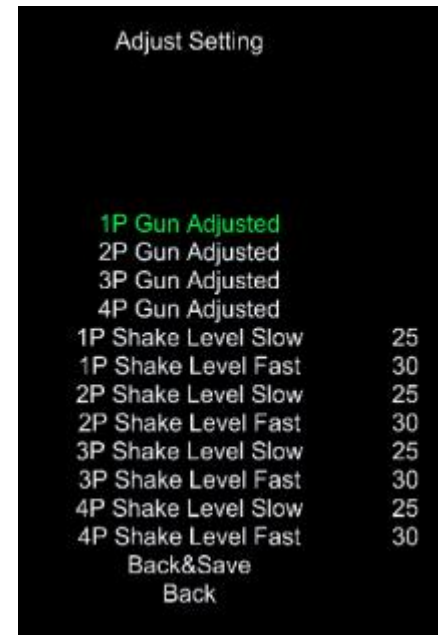 Adjust Setting
1P Gun Adjusted
2P Gun Adjusted
3P Gun Adjusted
4P Gun Adjusted
1P Shake Level Slow 25
1P Shake Level Fast 30
2P Shake Level Slow 25
2P Shake Level Fast 30
3P Shake Level Slow 25
3P Shake Level Fast 30
4P Shake Level Slow 25
4P Shake Level Fast 30
Back&Save
Back